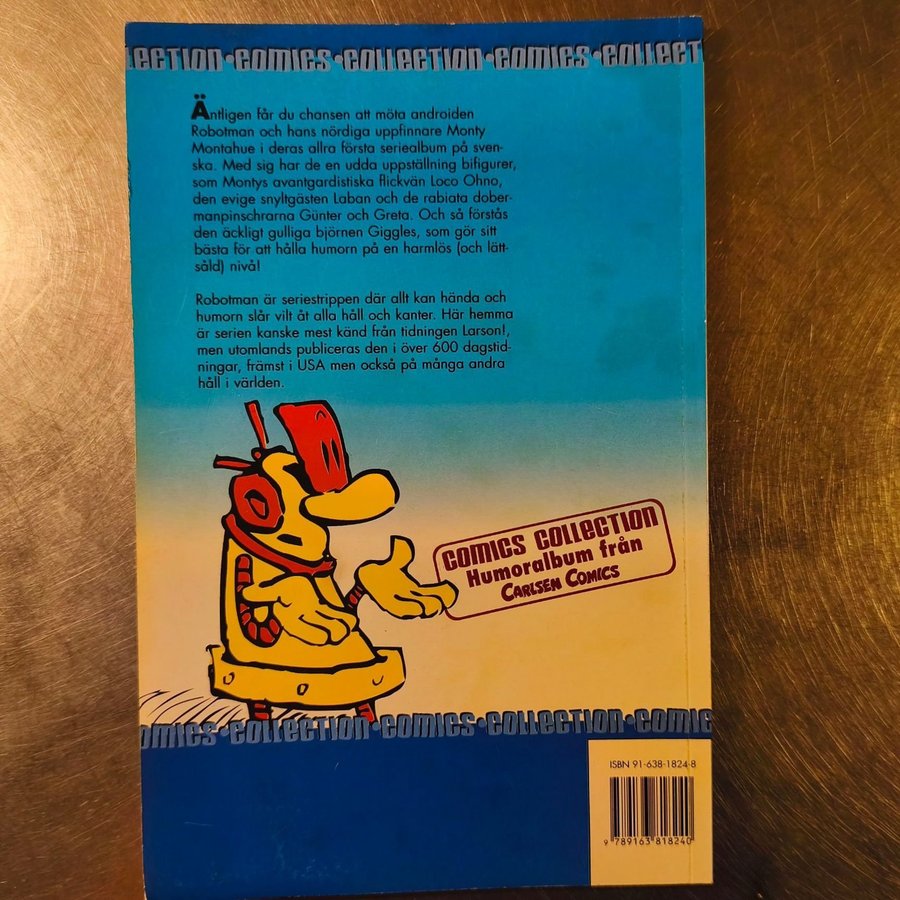 LECTION • COMICS • COLLECTION • COMICS • COLLECT
Äntligen får du chansen att möta androiden
Robotman och hans nördiga uppfinnare Monty
Montahue i deras allra första seriealbum på sven-
ska. Med sig har de en udda uppställning bifigurer,
som Montys avantgardistiska flickvän Loco Ohno,
den evige snyltgästen Laban och de rabiata dober-
manpinschrarna Günter och Greta. Och så förstås
den äckligt gulliga björnen Giggles, som gör sitt
bästa för att hålla humorn på en harmlös (och lätt-
såld) nivå!
Robotman är seriestrippen där allt kan hända och
humorn slår vilt åt alla håll och kanter. Här hemma
är serien kanske mest känd från tidningen Larson!,
men utomlands publiceras den i över 600 dagstid-
ningar, främst i USA men också på många andra
håll i världen.
COMICS COLLECTION
Humoralbum från
CARLSEN COMICS
OMICS • COLLECTION • COMICS • COLLECTION • COMIC
ISBN 91-638-1824-8
9 789163 818240